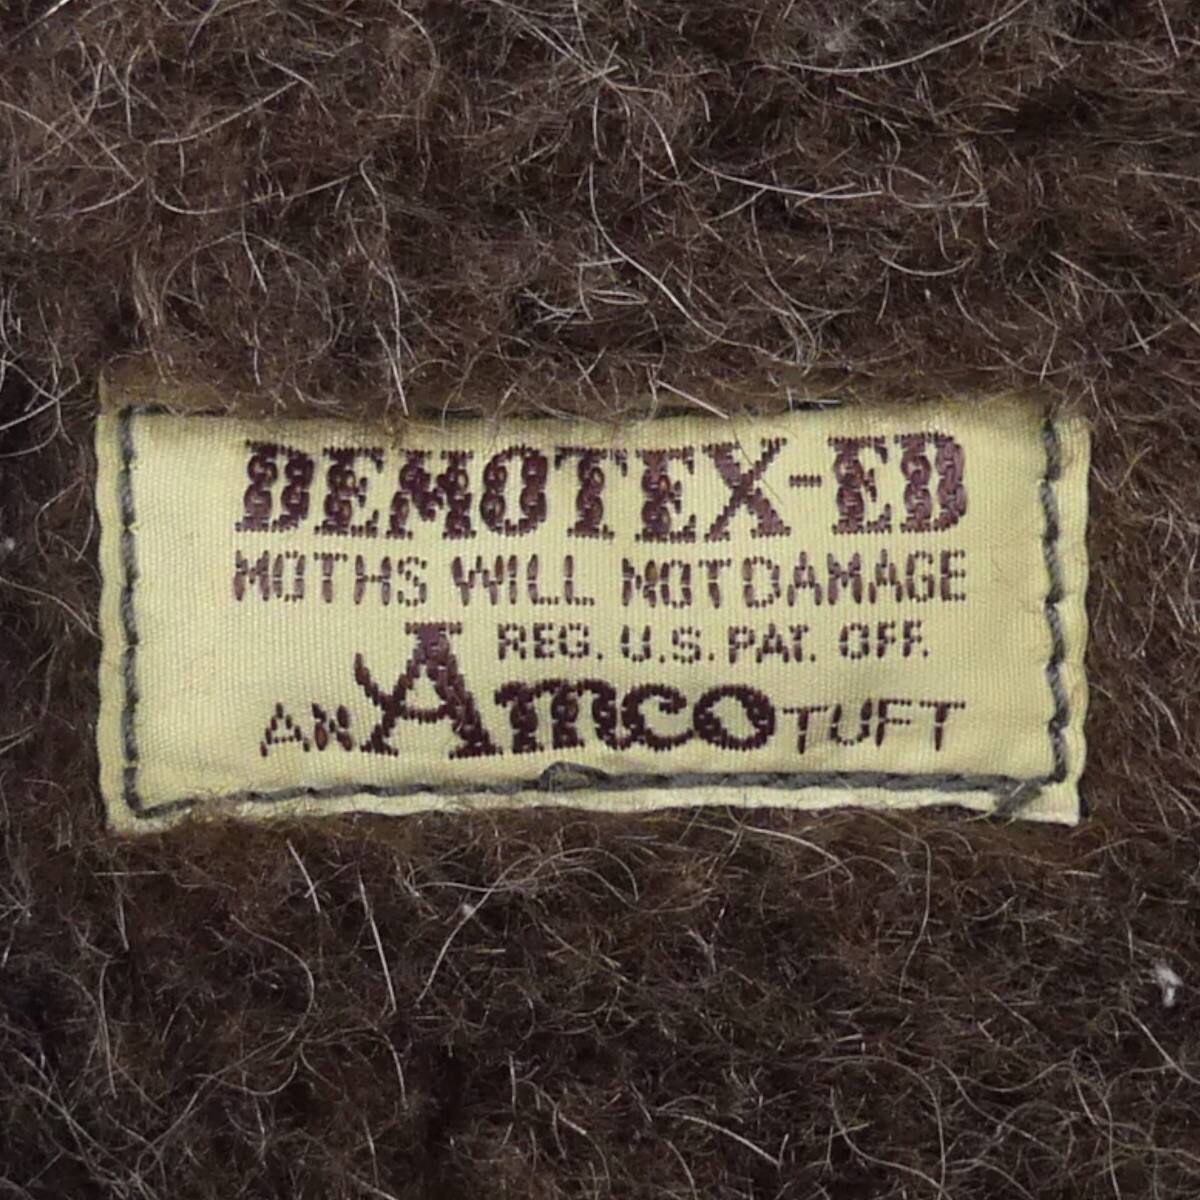 DEMOTEX-ED
MOTHS WILL NOT DAMAGE
REG. U.S. PAT. OFF.
AN Amco TUFT